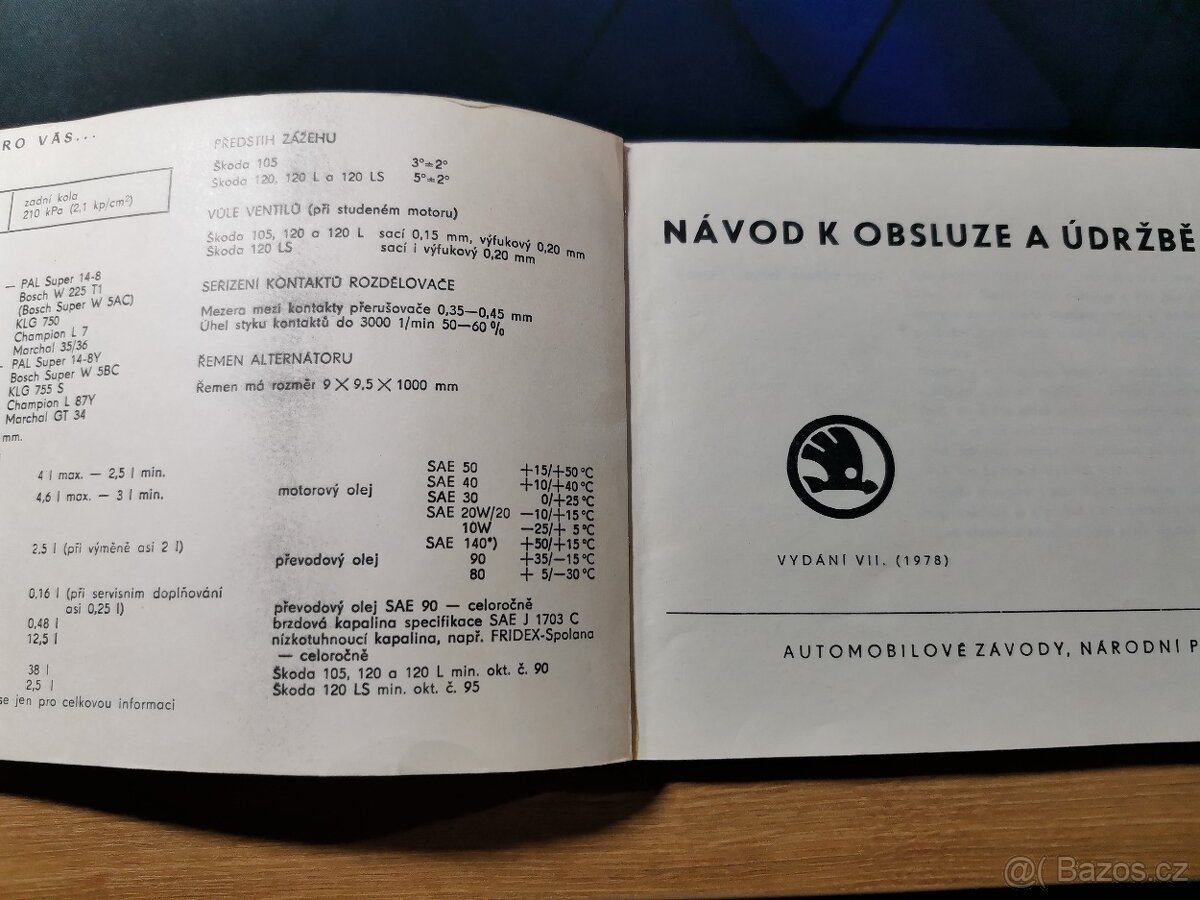 RO VÁS...
zadní kola
210 kPa (2,1 kp/cm²)
— PAL Super 14-8
Bosch W 225 T1
(Bosch Super W 5AC)
KLG 750
Champion L 7
Marchal 35/36
— PAL Super 14-8Y
Bosch Super W 5BC
KLG 755 S
Champion L 87Y
Marchal GT 34
mm.
4 l max. — 2,5 l min.
4,6 l max. — 3 l min.
2.5 l (při výměně asi 2 l)
0,16 l (při servisním doplňování
asi 0,25 l)
0,48 l
12,5 l
38 l
2,5 l
se jen pro celkovou informaci
PŘEDSTIH ZÁŽEHU
Škoda 105 3°±2°
Škoda 120, 120 L a 120 LS 5°±2°
VŮLE VENTILŮ (při studeném motoru)
Škoda 105, 120 a 120 L sací 0,15 mm, výfukový 0,20 mm
Škoda 120 LS sací i výfukový 0,20 mm
SEŘÍZENÍ KONTAKTŮ ROZDĚLOVAČE
Mezera mezi kontakty přerušovače 0,35—0,45 mm
Úhel styku kontaktů do 3000 1/min 50—60 %
ŘEMEN ALTERNÁTORU
Řemen má rozměr 9 × 9,5 × 1000 mm
motorový olej
SAE 50 +15/+50 °C
SAE 40 +10/+40 °C
SAE 30 0/+25 °C
SAE 20W/20 —10/+15 °C
10W —25/+ 5 °C
převodový olej
SAE 140*) +50/+15 °C
90 +35/—15 °C
80 + 5/—30 °C
převodový olej SAE 90 — celoročně
brzdová kapalina specifikace SAE J 1703 C
nízkotuhnoucí kapalina, např. FRIDEX-Spolana
— celoročně
Škoda 105, 120 a 120 L min. okt. č. 90
Škoda 120 LS min. okt. č. 95
NÁVOD K OBSLUZE A ÚDRŽBĚ
VYDÁNÍ VII. (1978)
AUTOMOBILOVÉ ZÁVODY, NÁRODNÍ P
@( Bazos.cz